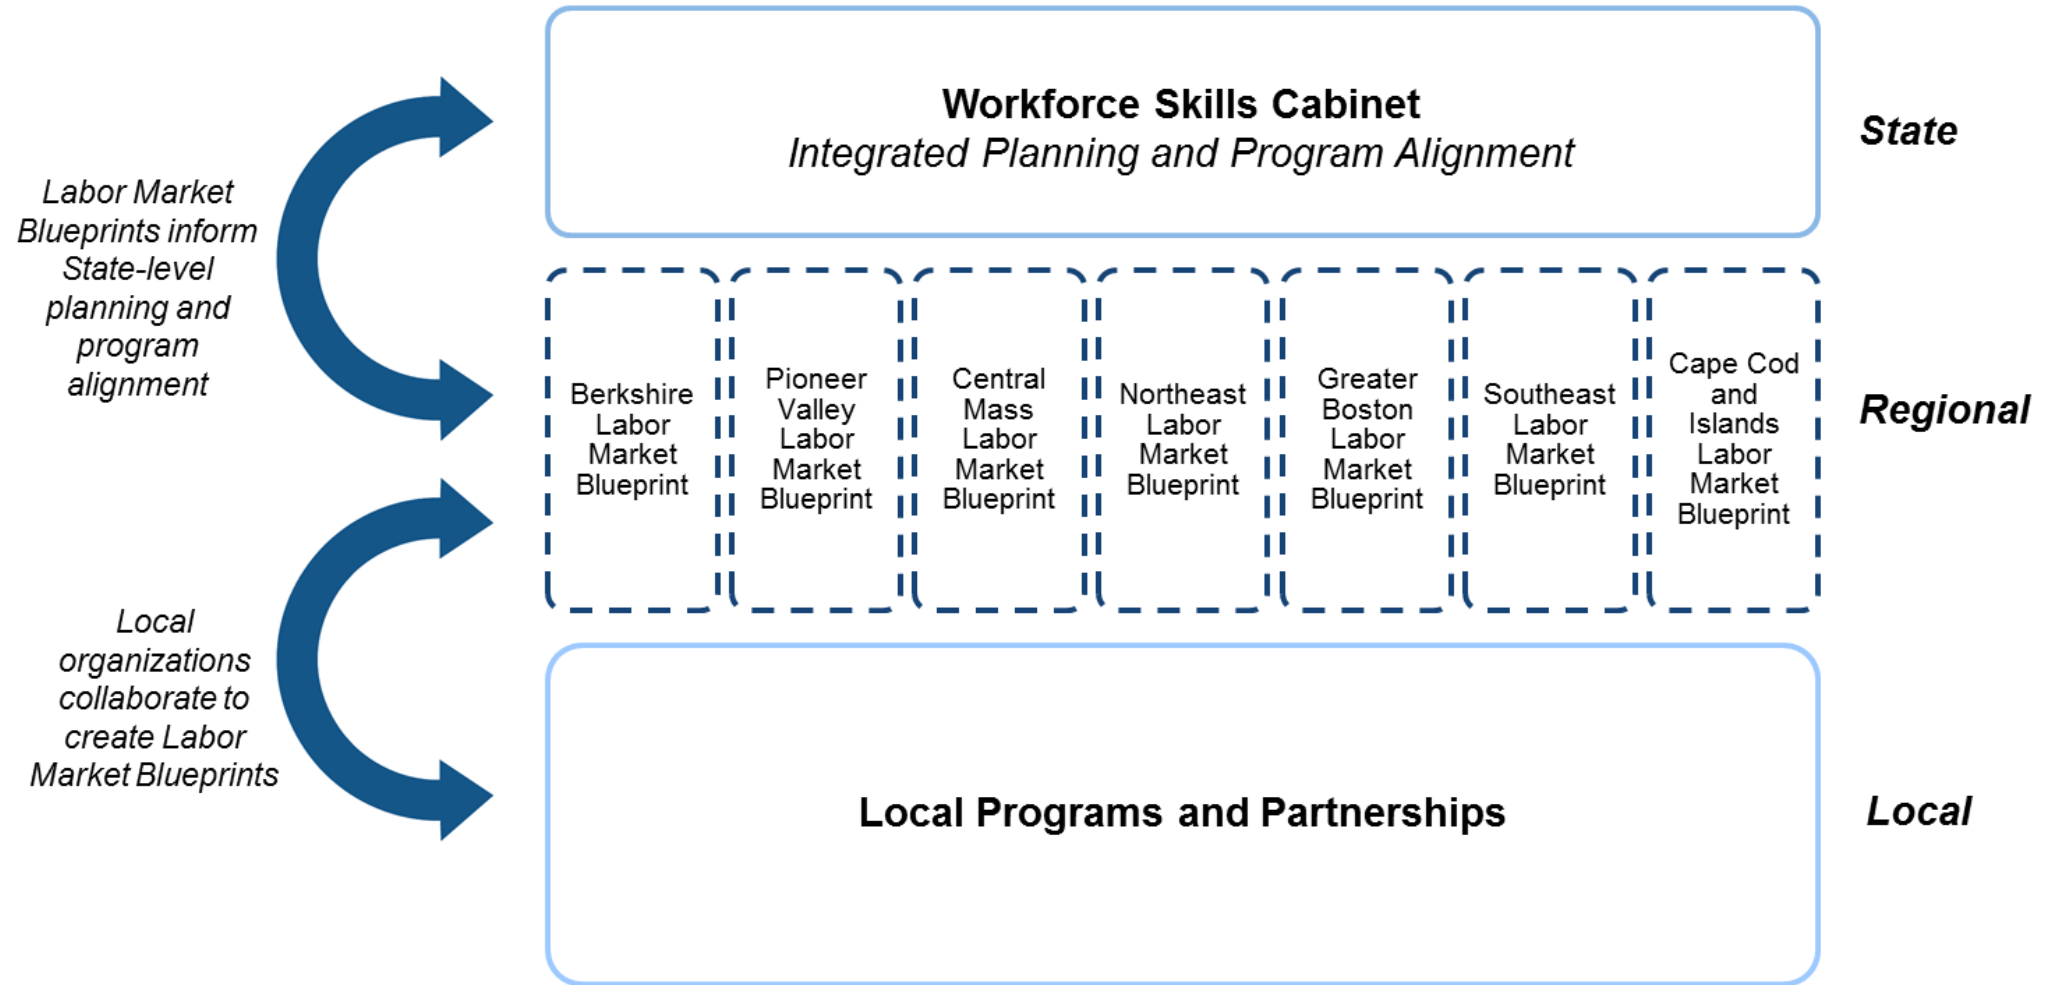 Workforce Skills Cabinet
Integrated Planning and Program Alignment
State
Labor Market
Blueprints inform
State-level
planning and
program
alignment
Berkshire
Labor
Market
Blueprint
Pioneer
Valley
Labor
Market
Blueprint
Central
Mass
Labor
Market
Blueprint
Northeast
Labor
Market
Blueprint
Greater
Boston
Labor
Market
Blueprint
Southeast
Labor
Market
Blueprint
Cape Cod
and
Islands
Labor
Market
Blueprint
Regional
Local
organizations
collaborate to
create Labor
Market Blueprints
Local Programs and Partnerships
Local